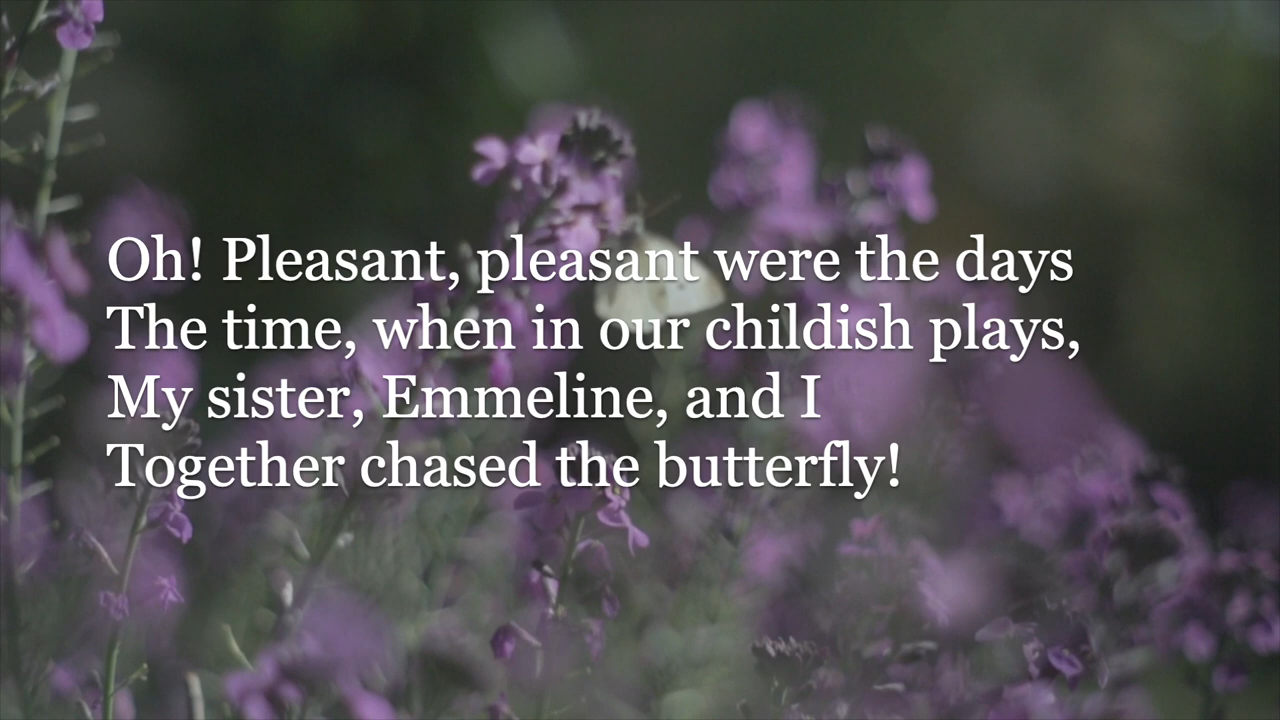 Oh! Pleasant, pleasant were the days
The time, when in our childish plays,
My sister, Emmeline, and I
Together chased the butterfly!